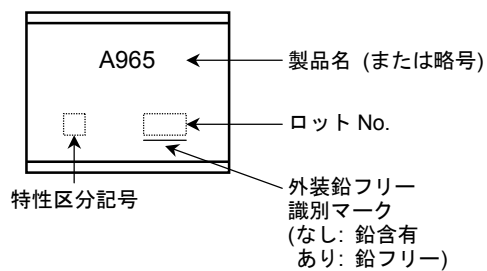 A965
製品名 (または略号)
ロット No.
特性区分記号
外装鉛フリー
識別マーク
(なし: 鉛含有
あり: 鉛フリー)